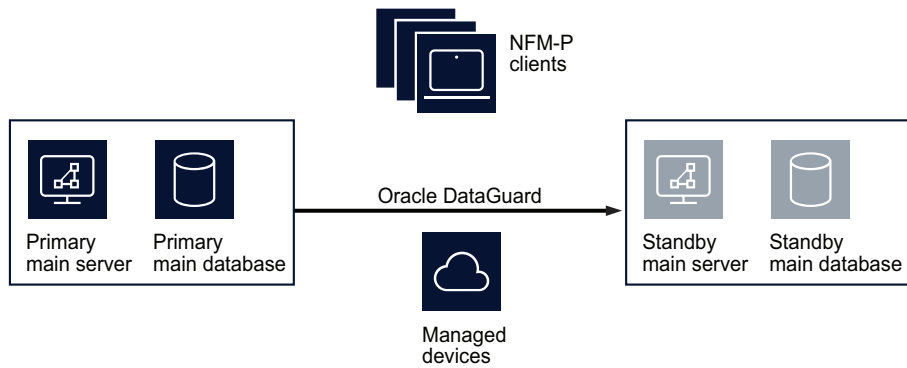 NFM-P
clients
Oracle DataGuard
Primary
main server
Primary
main database
Standby
main server
Standby
main database
Managed
devices